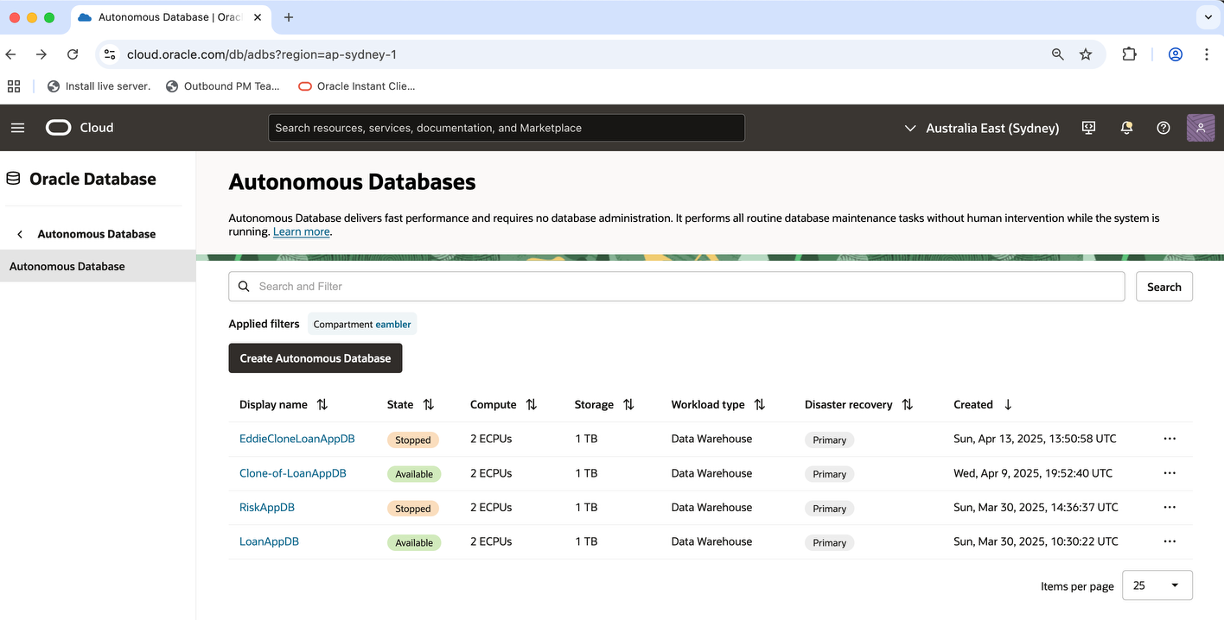 Autonomous Database | Orac
cloud.oracle.com/db/adbs?region=ap-sydney-1
Install live server.
Outbound PM Tea...
Oracle Instant Clie...
Cloud
Search resources, services, documentation, and Marketplace
Australia East (Sydney)
Oracle Database
Autonomous Database
Autonomous Database
Autonomous Databases
Autonomous Database delivers fast performance and requires no database administration. It performs all routine database maintenance tasks without human intervention while the system is
running. Learn more.
Search and Filter
Search
Applied filters Compartment eambler
Create Autonomous Database
Display name State Compute Storage Workload type Disaster recovery Created
EddieCloneLoanAppDB Stopped 2 ECPUs 1 TB Data Warehouse Primary Sun, Apr 13, 2025, 13:50:58 UTC
Clone-of-LoanAppDB Available 2 ECPUs 1 TB Data Warehouse Primary Wed, Apr 9, 2025, 19:52:40 UTC
RiskAppDB Stopped 2 ECPUs 1 TB Data Warehouse Primary Sun, Mar 30, 2025, 14:36:37 UTC
LoanAppDB Available 2 ECPUs 1 TB Data Warehouse Primary Sun, Mar 30, 2025, 10:30:22 UTC
Items per page 25